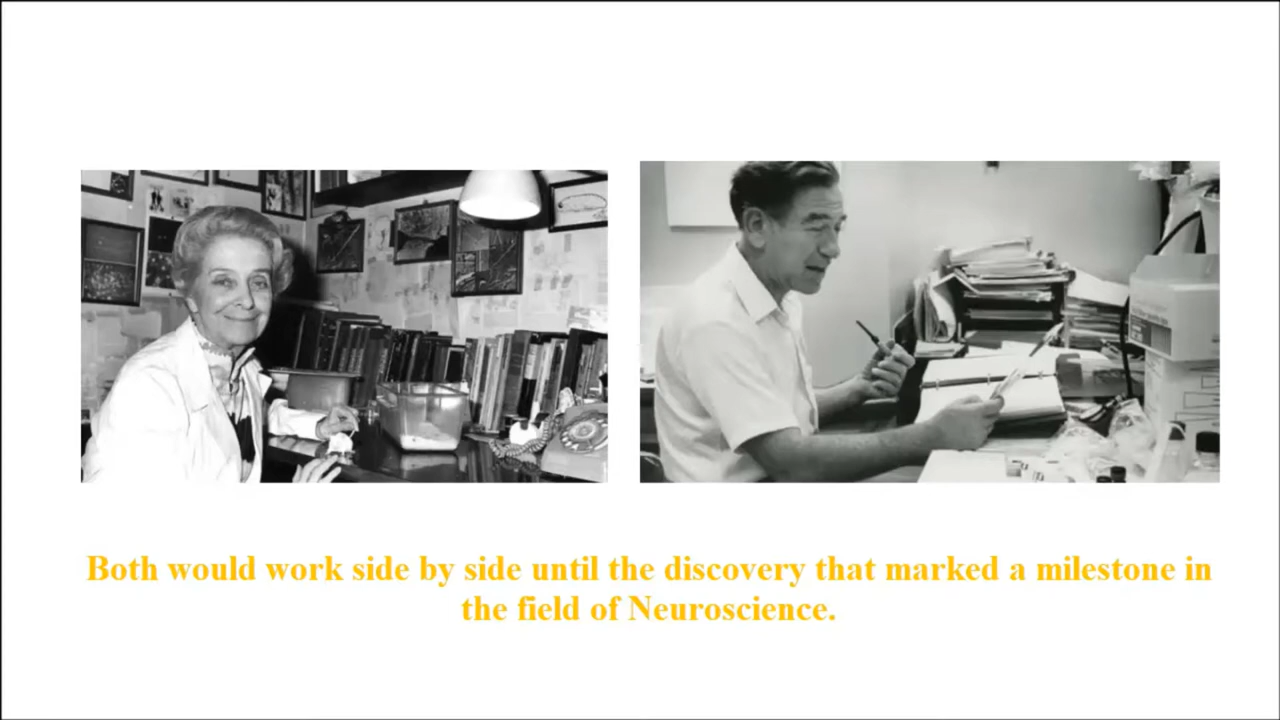 Both would work side by side until the discovery that marked a milestone in
the field of Neuroscience.